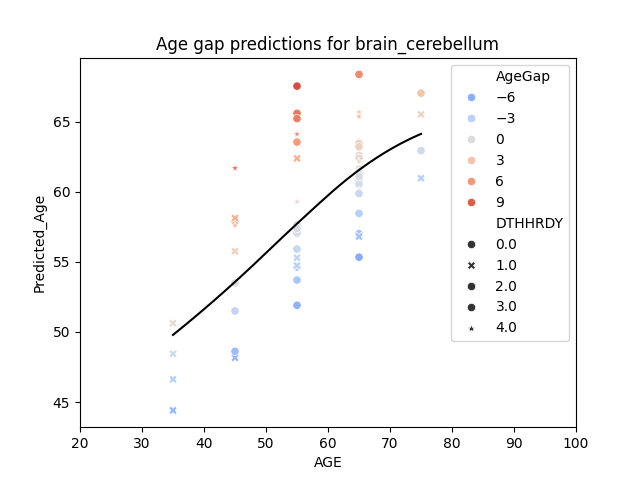 Age gap predictions for brain_cerebellum
Predicted_Age
65
60
55
50
45
20 30 40 50 60 70 80 90 100
AGE
AgeGap
−6
−3
0
3
6
9
DTHHRDY
0.0
1.0
2.0
3.0
4.0